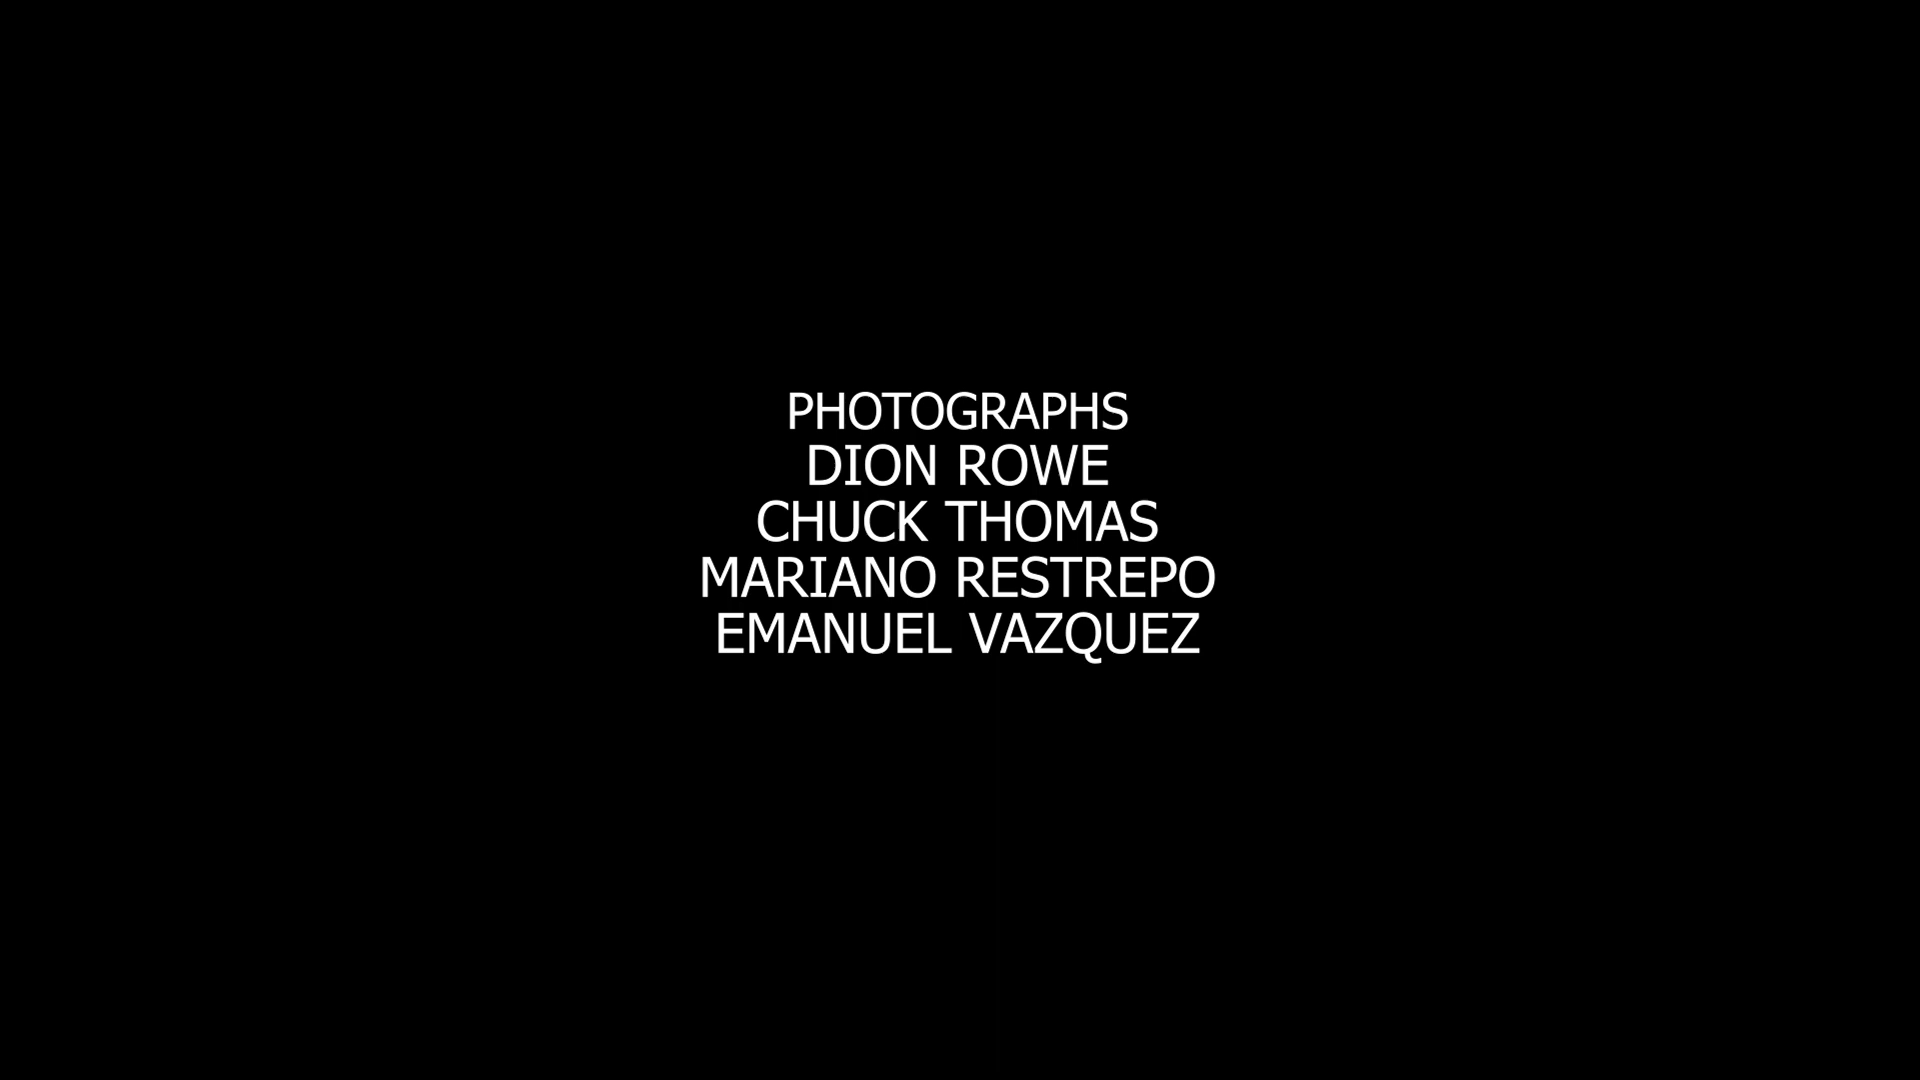 PHOTOGRAPHS
DION ROWE
CHUCK THOMAS
MARIANO RESTREPO
EMANUEL VAZQUEZ